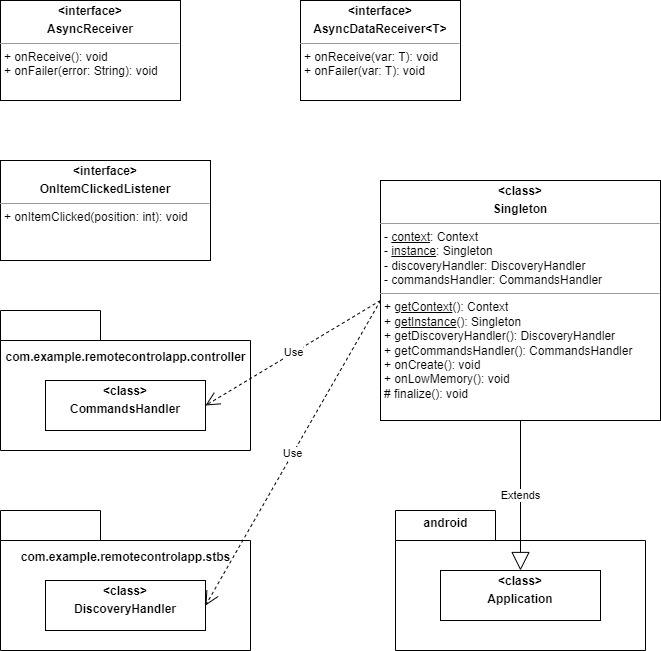 <interface>
AsyncReceiver
+ onReceive(): void
+ onFailer(error: String): void
<interface>
AsyncDataReceiver<T>
+ onReceive(var: T): void
+ onFailer(var: T): void
<interface>
OnItemClickedListener
+ onItemClicked(position: int): void
<class>
Singleton
- context: Context
- instance: Singleton
- discoveryHandler: DiscoveryHandler
- commandsHandler: CommandsHandler
+ getContext(): Context
+ getInstance(): Singleton
+ getDiscoveryHandler(): DiscoveryHandler
+ getCommandsHandler(): CommandsHandler
+ onCreate(): void
+ onLowMemory(): void
# finalize(): void
com.example.remotecontrolapp.controller
<class>
CommandsHandler
Use
Use
Extends
com.example.remotecontrolapp.stbs
<class>
DiscoveryHandler
android
<class>
Application